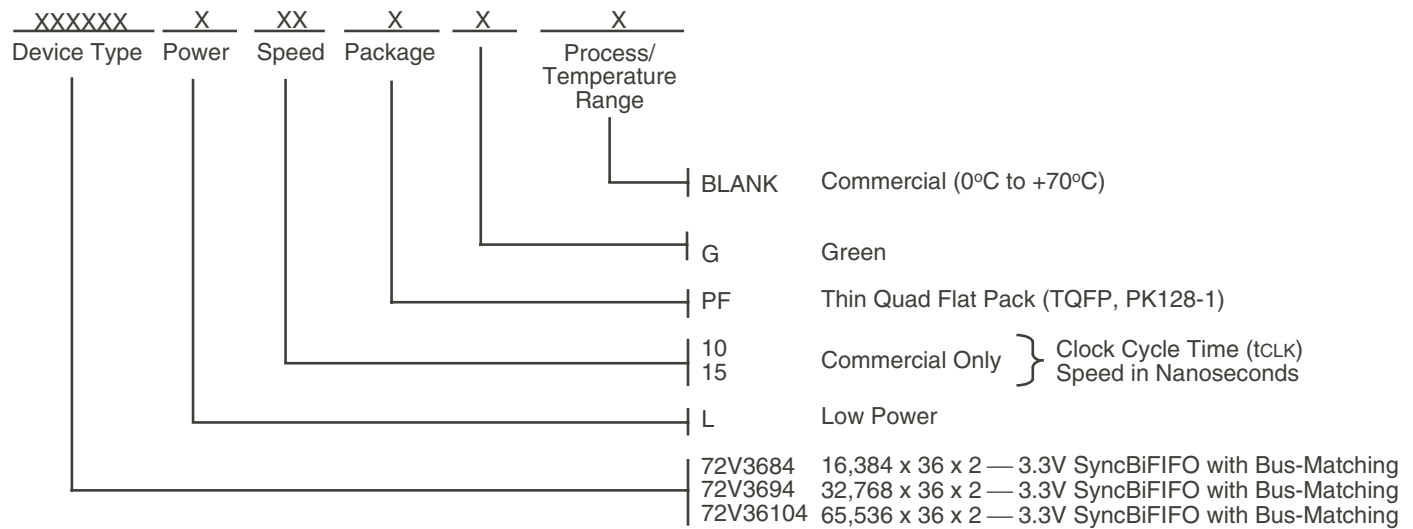 XXXXXX X XX X X X
Device Type Power Speed Package Process/
Temperature
Range
BLANK Commercial (0ºC to +70ºC)
G Green
PF Thin Quad Flat Pack (TQFP, PK128-1)
10
15
Commercial Only
Clock Cycle Time (tCLK)
Speed in Nanoseconds
L Low Power
72V3684 16,384 x 36 x 2 — 3.3V SyncBiFIFO with Bus-Matching
72V3694 32,768 x 36 x 2 — 3.3V SyncBiFIFO with Bus-Matching
72V36104 65,536 x 36 x 2 — 3.3V SyncBiFIFO with Bus-Matching